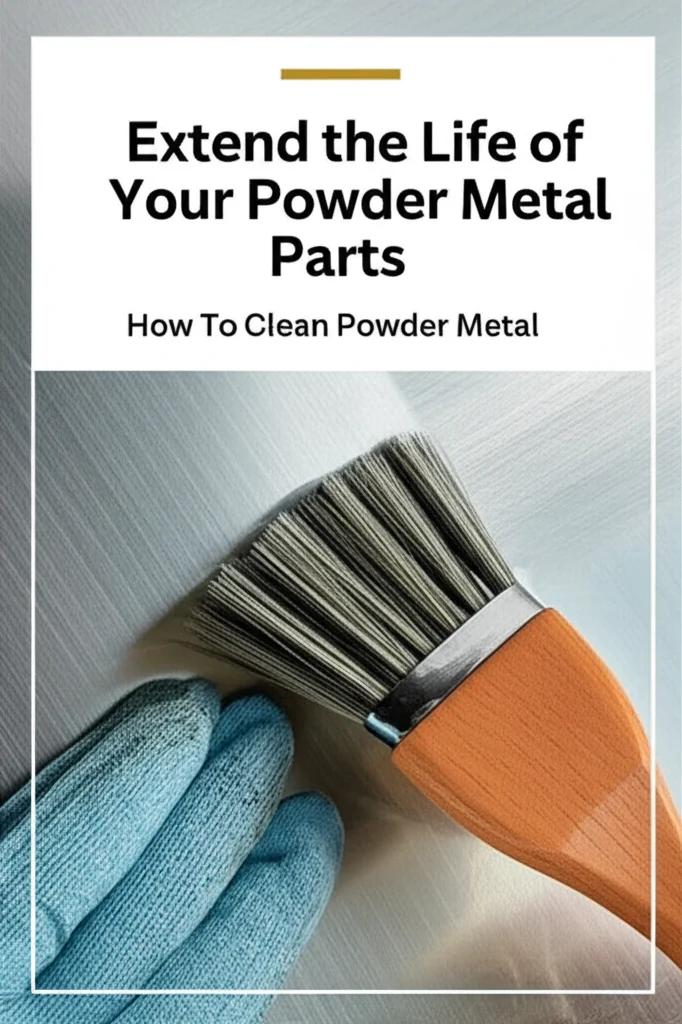 Extend the Life of
Your Powder Metal
Parts
How To Clean Powder Metal